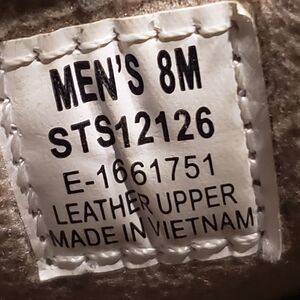 MEN'S 8M
STS12126
E-1661751
LEATHER UPPER
MADE IN VIETNAM